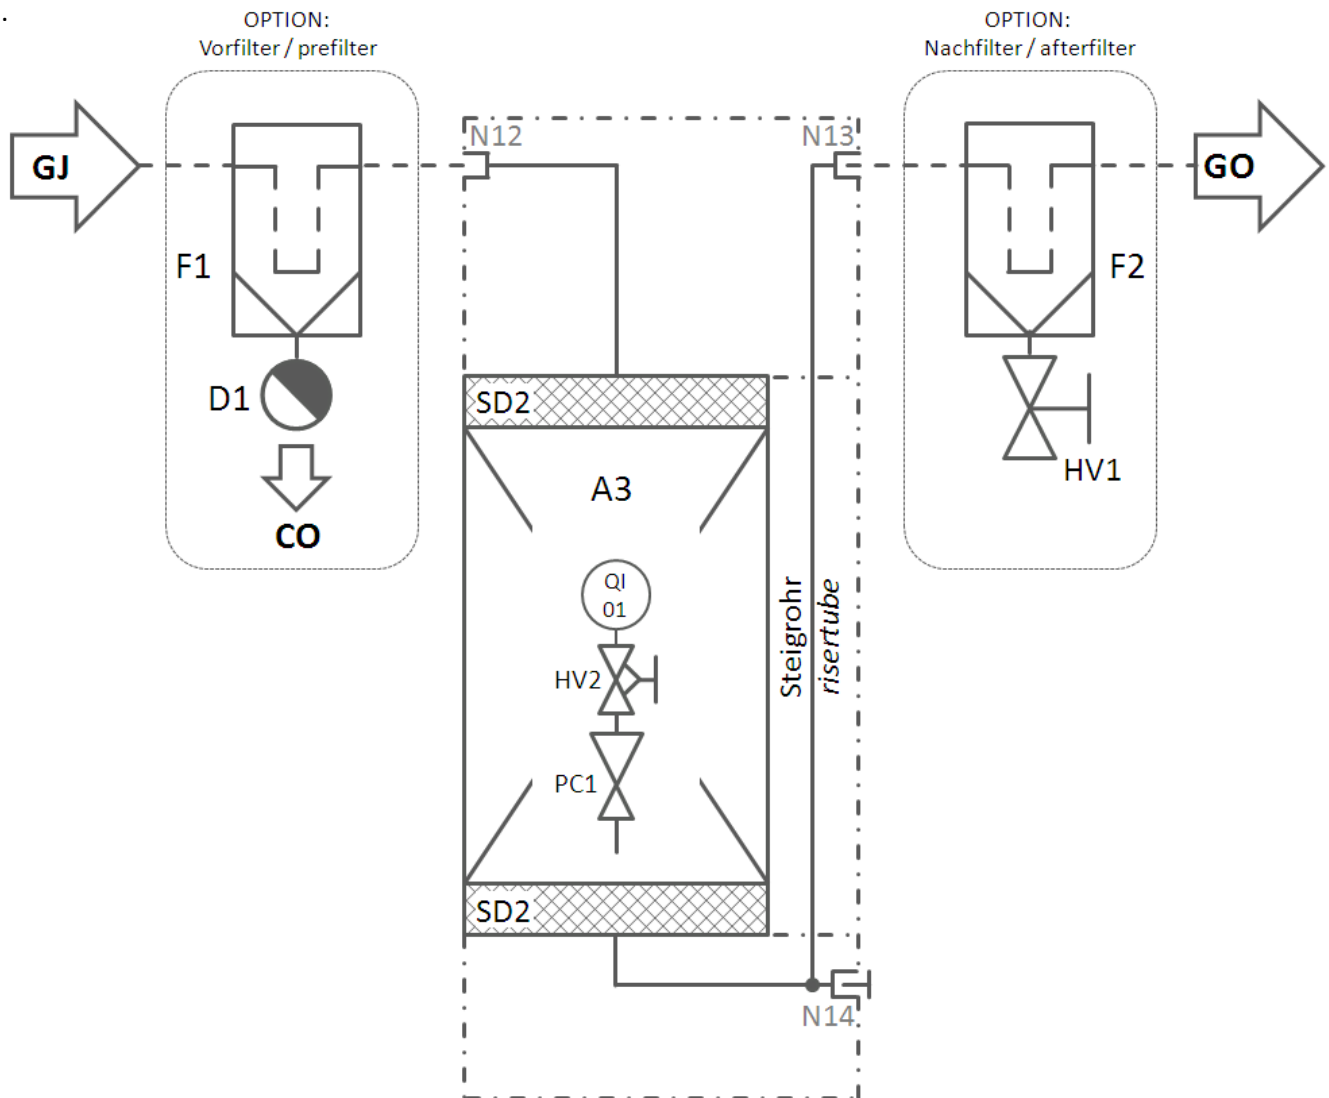 .
OPTION:
Vorfilter / prefilter
OPTION:
Nachfilter / afterfilter
GJ
N12
N13
GO
F1
F2
D1
SD2
HV1
A3
CO
QI
01
Steigrohr
risertube
HV2
PC1
SD2
N14